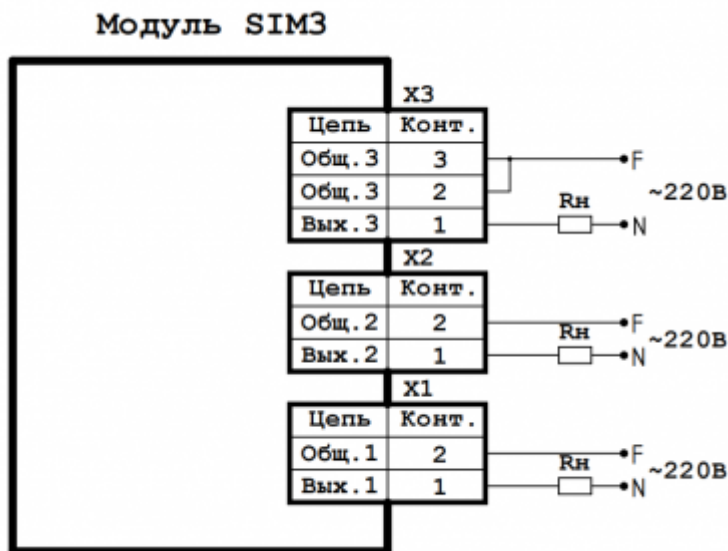 Модуль SIM3
X3
Цепь Конт.
Общ.3 3 F
Общ.3 2 ~220В
Вых.3 1 Rн N
X2
Цепь Конт.
Общ.2 2 F
Вых.2 1 Rн N ~220В
X1
Цепь Конт.
Общ.1 2 F
Вых.1 1 Rн N ~220В